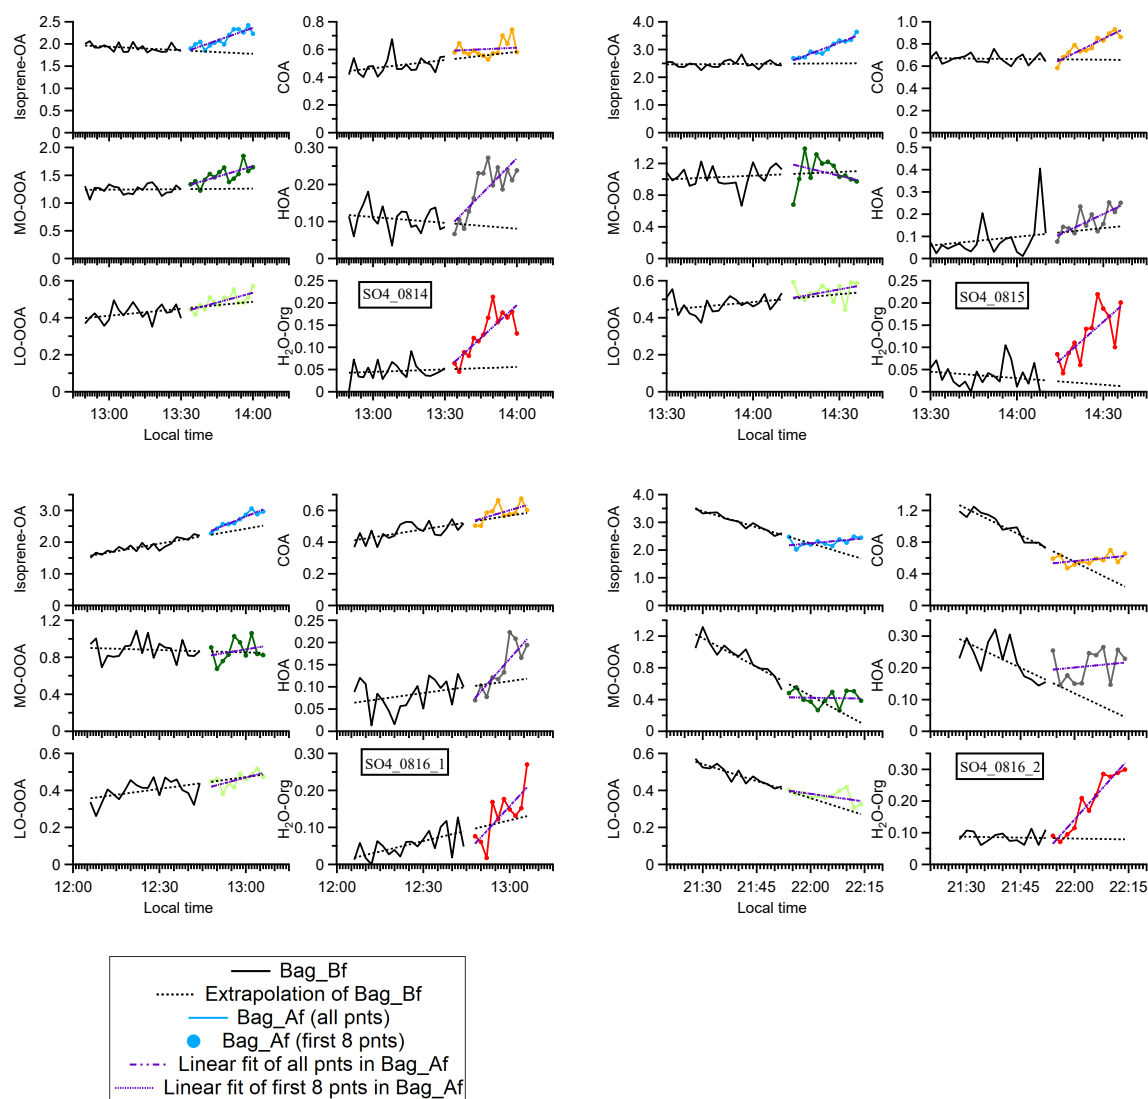 Isoprene-OA
2.5
2.0
1.5
1.0
0.5
0
COA
0.8
0.6
0.4
0.2
0
MO-OOA
2.0
1.5
1.0
0.5
0.0
HOA
0.30
0.20
0.10
0
LO-OOA
0.6
0.4
0.2
0
H2O-Org
0.25
0.20
0.15
0.10
0.05
0
SO4_0814
13:00 13:30 14:00
13:00 13:30 14:00
Local time
Isoprene-OA
4.0
3.0
2.0
1.0
0
COA
1.0
0.8
0.6
0.4
0.2
0
MO-OOA
1.2
0.8
0.4
0
HOA
0.5
0.4
0.3
0.2
0.1
0
LO-OOA
0.6
0.4
0.2
0
H2O-Org
0.25
0.20
0.15
0.10
0.05
0
SO4_0815
13:30 14:00 14:30
13:30 14:00 14:30
Local time
Isoprene-OA
3.0
2.0
1.0
0
COA
0.6
0.4
0.2
0
MO-OOA
1.2
0.8
0.4
0
HOA
0.25
0.20
0.15
0.10
0.05
0
LO-OOA
0.6
0.4
0.2
0
H2O-Org
0.30
0.20
0.10
0
SO4_0816_1
12:00 12:30 13:00
12:00 12:30 13:00
Local time
Isoprene-OA
4.0
3.0
2.0
1.0
0
COA
1.2
0.8
0.4
0
MO-OOA
1.2
0.8
0.4
0
HOA
0.30
0.20
0.10
0
LO-OOA
0.6
0.4
0.2
0
H2O-Org
0.30
0.20
0.10
0
SO4_0816_2
21:30 21:45 22:00 22:15
21:30 21:45 22:00 22:15
Local time
Bag_Bf
Extrapolation of Bag_Bf
Bag_Af (all pnts)
Bag_Af (first 8 pnts)
Linear fit of all pnts in Bag_Af
Linear fit of first 8 pnts in Bag_Af